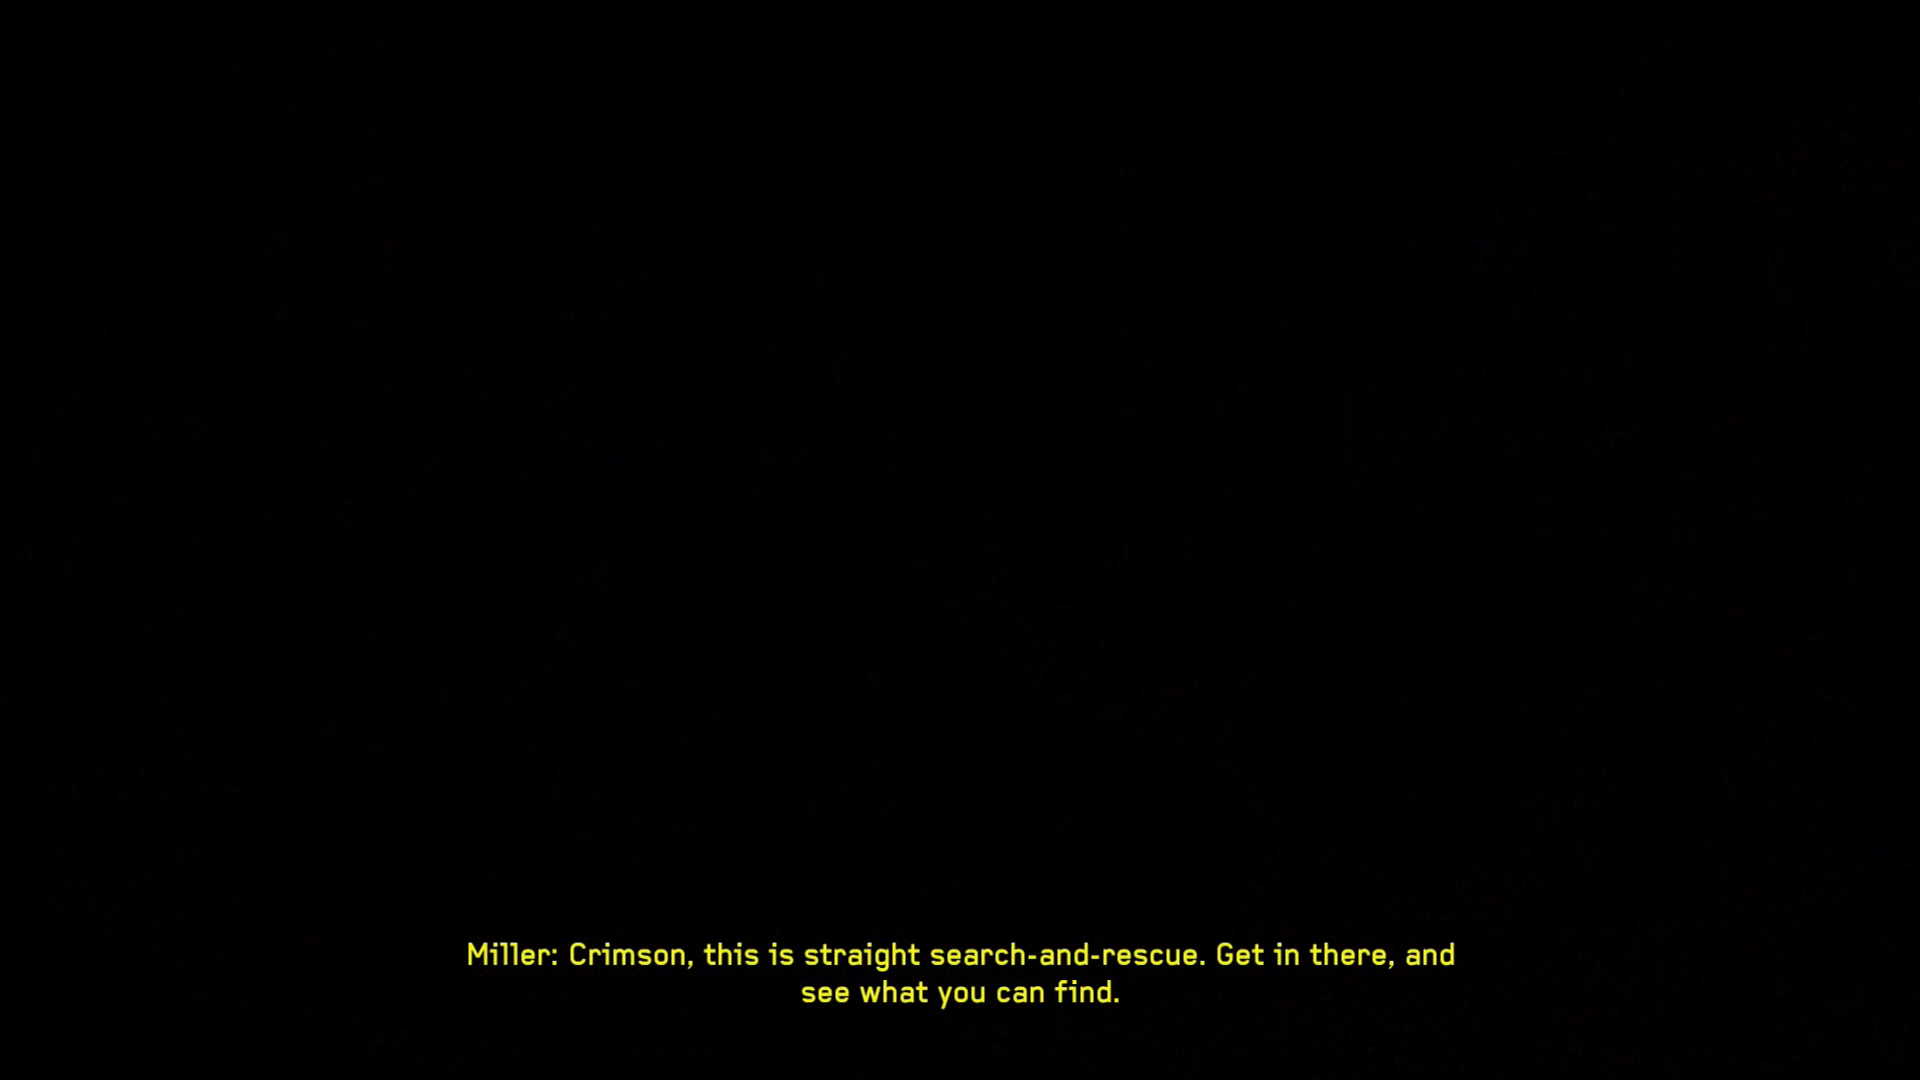 Miller: Crimson, this is straight search-and-rescue. Get in there, and
see what you can find.